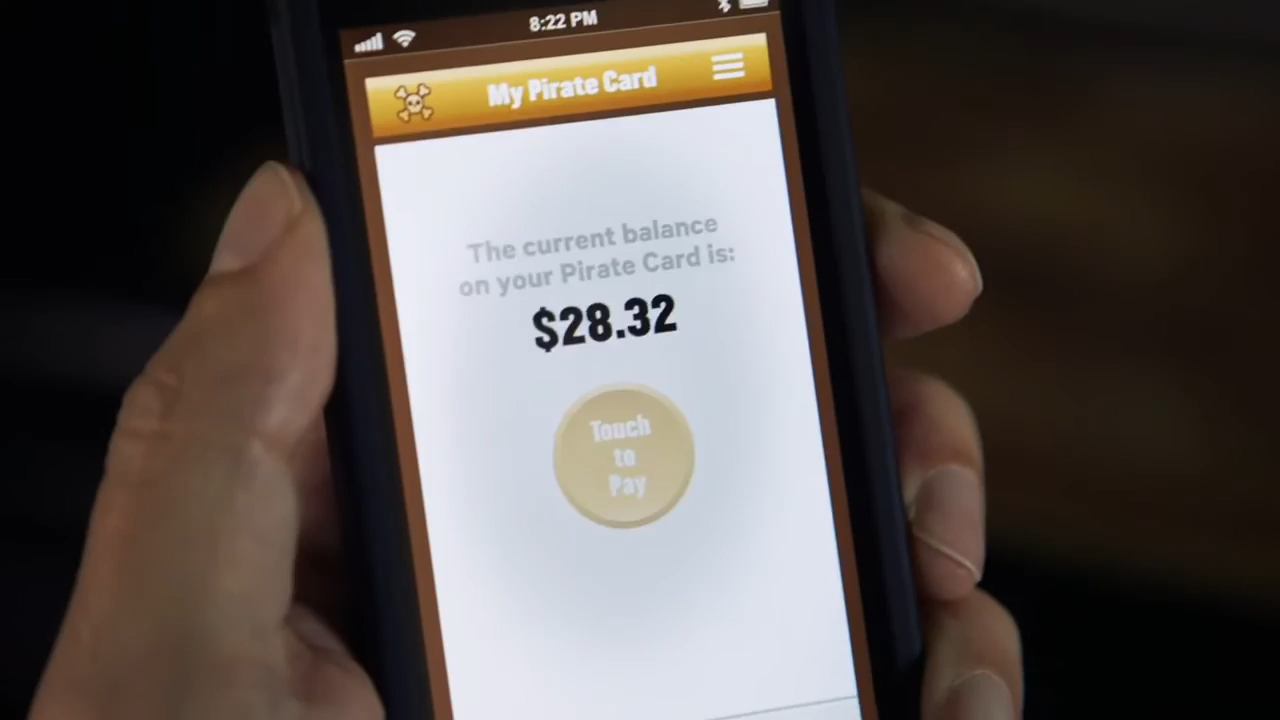 8:22 PM
My Pirate Card
The current balance
on your Pirate Card is:
$28.32
Touch
to
Pay